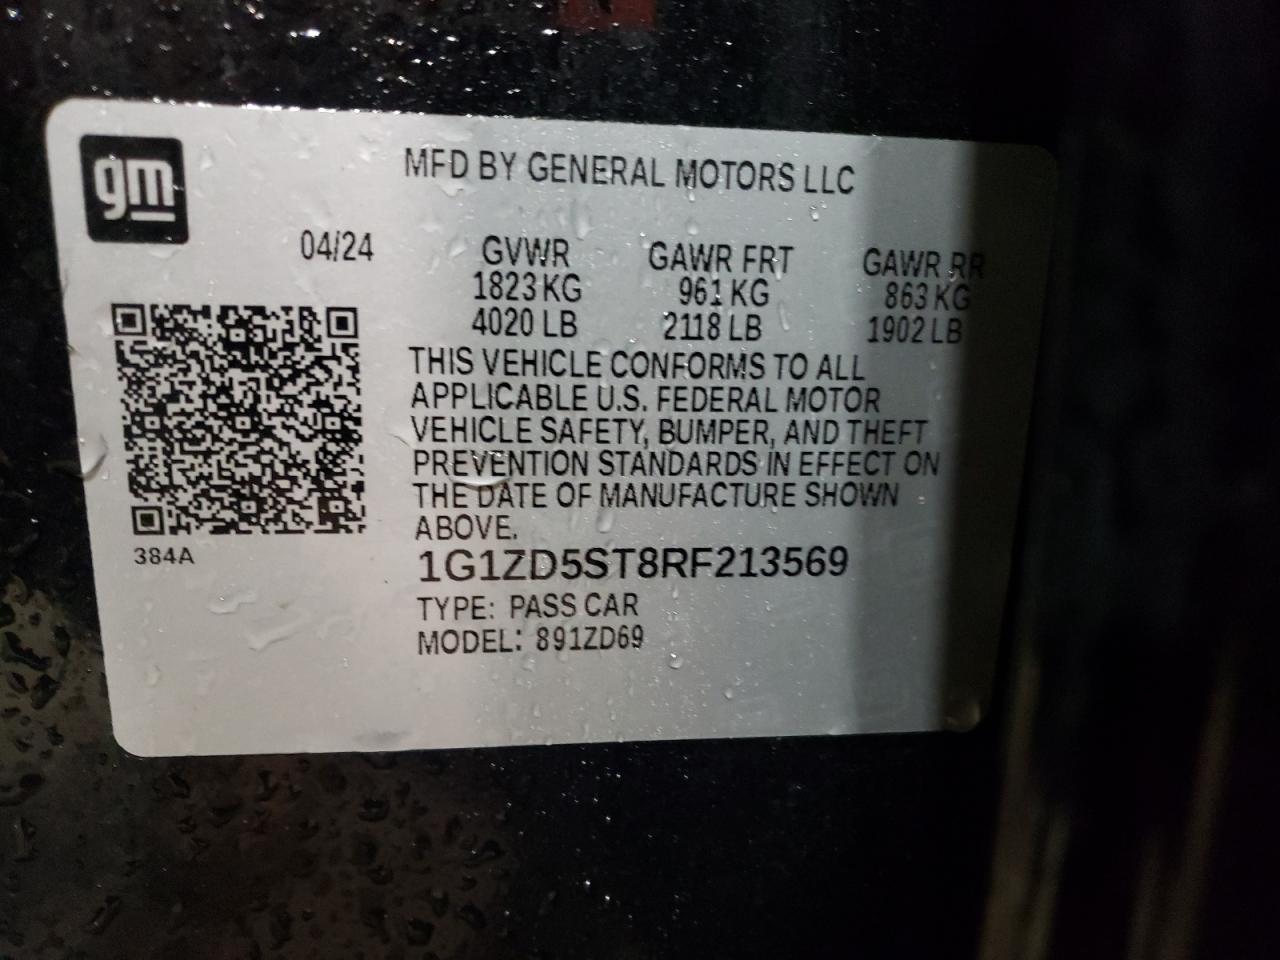 gm
MFD BY GENERAL MOTORS LLC
04/24 GVWR GAWR FRT GAWR RR
1823 KG 961 KG 863 KG
4020 LB 2118 LB 1902 LB
THIS VEHICLE CONFORMS TO ALL
APPLICABLE U.S. FEDERAL MOTOR
VEHICLE SAFETY, BUMPER, AND THEFT
PREVENTION STANDARDS IN EFFECT ON
THE DATE OF MANUFACTURE SHOWN
ABOVE.
384A
1G1ZD5ST8RF213569
TYPE: PASS CAR
MODEL: 891ZD69